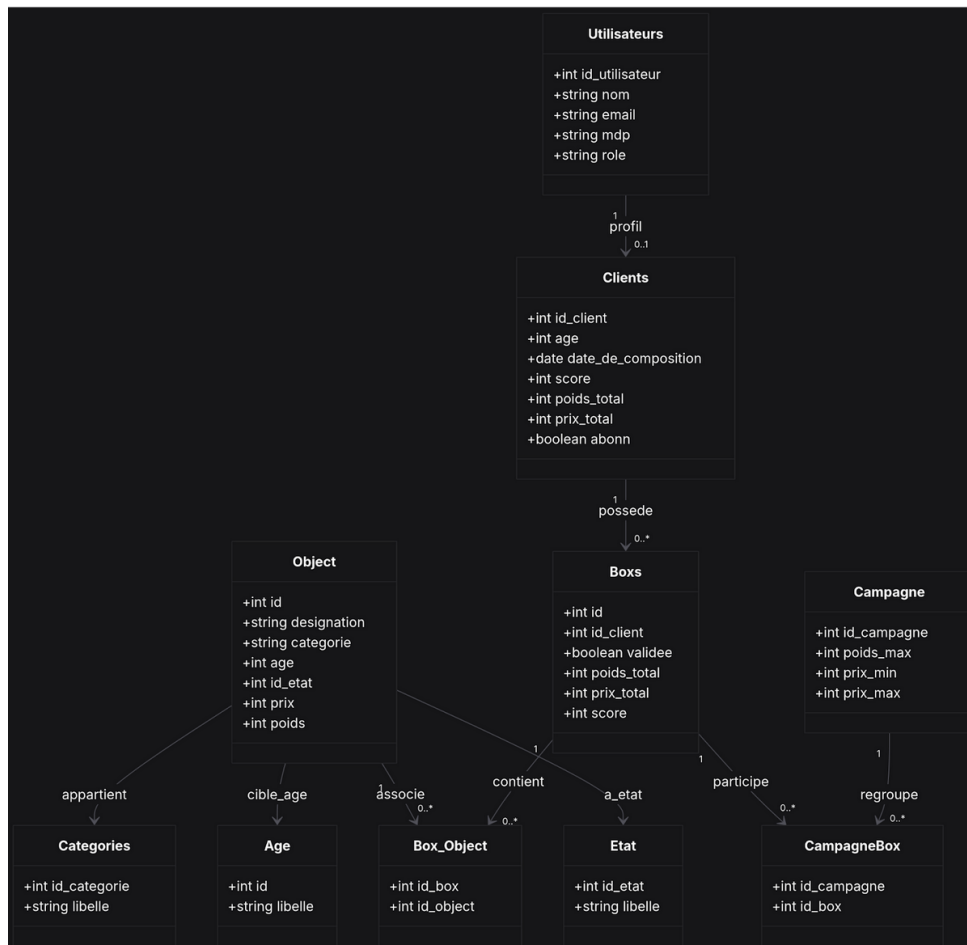 Utilisateurs
+int id_utilisateur
+string nom
+string email
+string mdp
+string role
1
profil
0..1
Clients
+int id_client
+int age
+date date_de_composition
+int score
+int poids_total
+int prix_total
+boolean abonn
1
possede
0..*
Object
+int id
+string designation
+string categorie
+int age
+int id_etat
+int prix
+int poids
Boxs
+int id
+int id_client
+boolean validee
+int poids_total
+int prix_total
+int score
Campagne
+int id_campagne
+int poids_max
+int prix_min
+int prix_max
1
1
1
contient
participe
appartient
cible_age
1
associe
a_etat
regroupe
0..*
0..*
0..*
0..*
Categories
+int id_categorie
+string libelle
Age
+int id
+string libelle
Box_Object
+int id_box
+int id_object
Etat
+int id_etat
+string libelle
CampagneBox
+int id_campagne
+int id_box